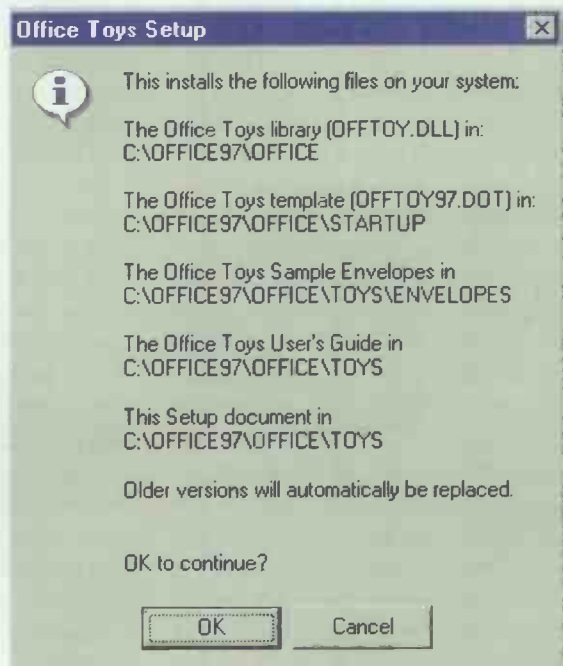 Office Toys Setup
This installs the following files on your system:
The Office Toys library (OFFTOY.DLL) in:
C:\OFFICE97\OFFICE
The Office Toys template (OFFTOY97.DOT) in:
C:\OFFICE97\OFFICE\STARTUP
The Office Toys Sample Envelopes in
C:\OFFICE97\OFFICE\TOYS\ENVELOPES
The Office Toys User's Guide in
C:\OFFICE97\OFFICE\TOYS
This Setup document in
C:\OFFICE97\OFFICE\TOYS
Older versions will automatically be replaced.
OK to continue?
OK
Cancel